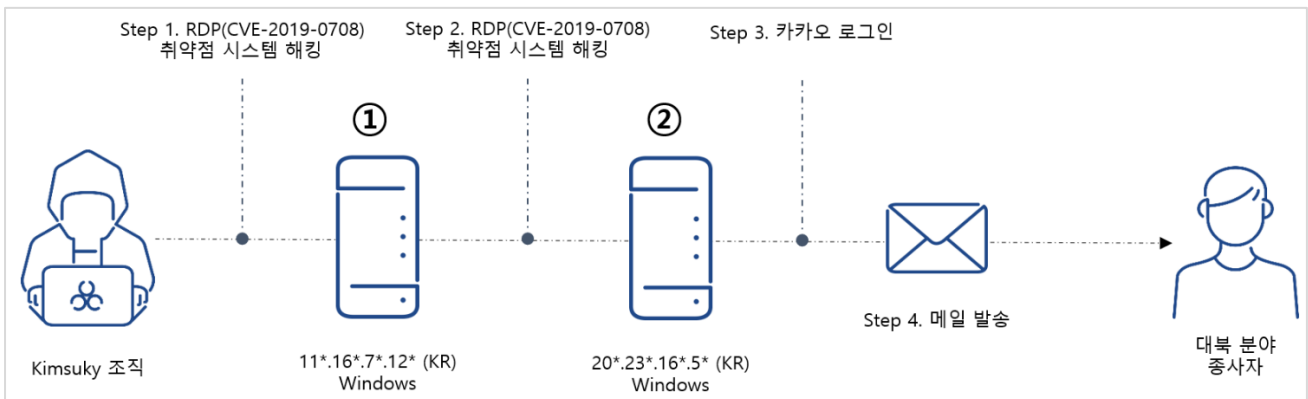 Step 1. RDP(CVE-2019-0708)
취약점 시스템 해킹
Step 2. RDP(CVE-2019-0708)
취약점 시스템 해킹
Step 3. 카카오 로그인
①
②
Step 4. 메일 발송
Kimsuky 조직
11*.16*.7*.12* (KR)
Windows
20*.23*.16*.5* (KR)
Windows
대북 분야
종사자